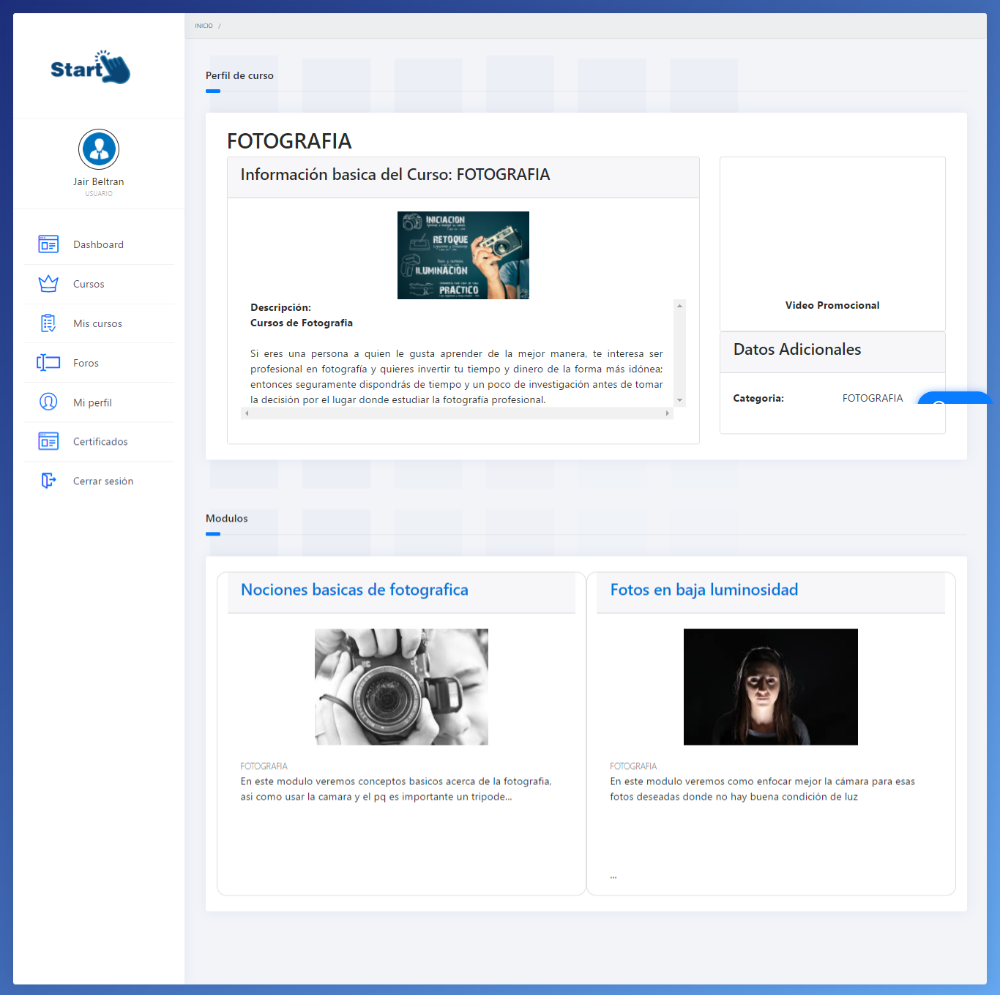 INICIO /
Start
Jair Beltran
USUARIO
Dashboard
Cursos
Mis cursos
Foros
Mi perfil
Certificados
Cerrar sesión
Perfil de curso
FOTOGRAFIA
Información basica del Curso: FOTOGRAFIA
INICIACION
RETOQUE
ILUMINACION
PRACTICO
Descripción:
Cursos de Fotografia
Si eres una persona a quien le gusta aprender de la mejor manera, te interesa ser
profesional en fotografía y quieres invertir tu tiempo y dinero de la forma más idónea;
entonces seguramente dispondrás de tiempo y un poco de investigación antes de tomar
la decisión por el lugar donde estudiar la fotografía profesional.
Video Promocional
Datos Adicionales
Categoria: FOTOGRAFIA
Modulos
Nociones basicas de fotografica
FOTOGRAFIA
En este modulo veremos conceptos basicos acerca de la fotografia,
asi como usar la camara y el pq es importante un tripode...
Fotos en baja luminosidad
FOTOGRAFIA
En este modulo veremos como enfocar mejor la cámara para esas
fotos deseadas donde no hay buena condición de luz
...